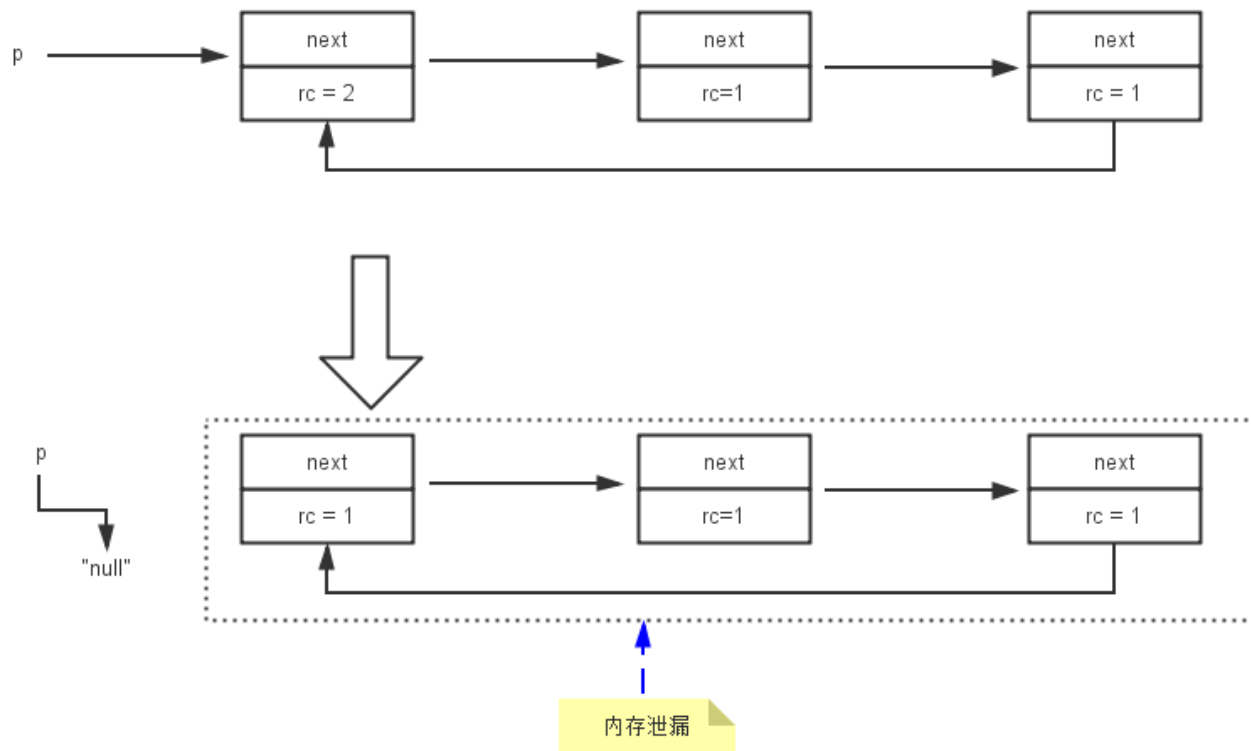 next
next
next
p
rc = 2
rc=1
rc = 1
p
next
next
next
rc = 1
rc=1
rc = 1
"null"
内存泄漏